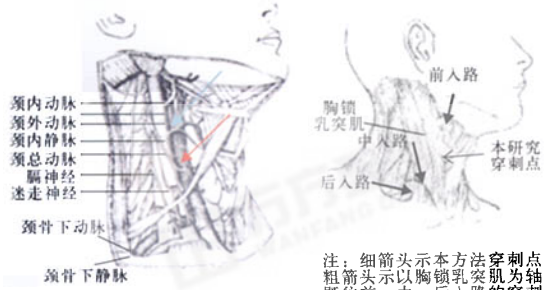 颈内动脉
颈外动脉
颈内静脉
颈总动脉
膈神经
迷走神经
颈骨下动脉
颈骨下静脉
前入路
胸锁
乳突肌
中入路
后入路
本研究
穿刺点
注：细箭头示本方法穿刺点
粗箭头示以胸锁乳突肌为轴